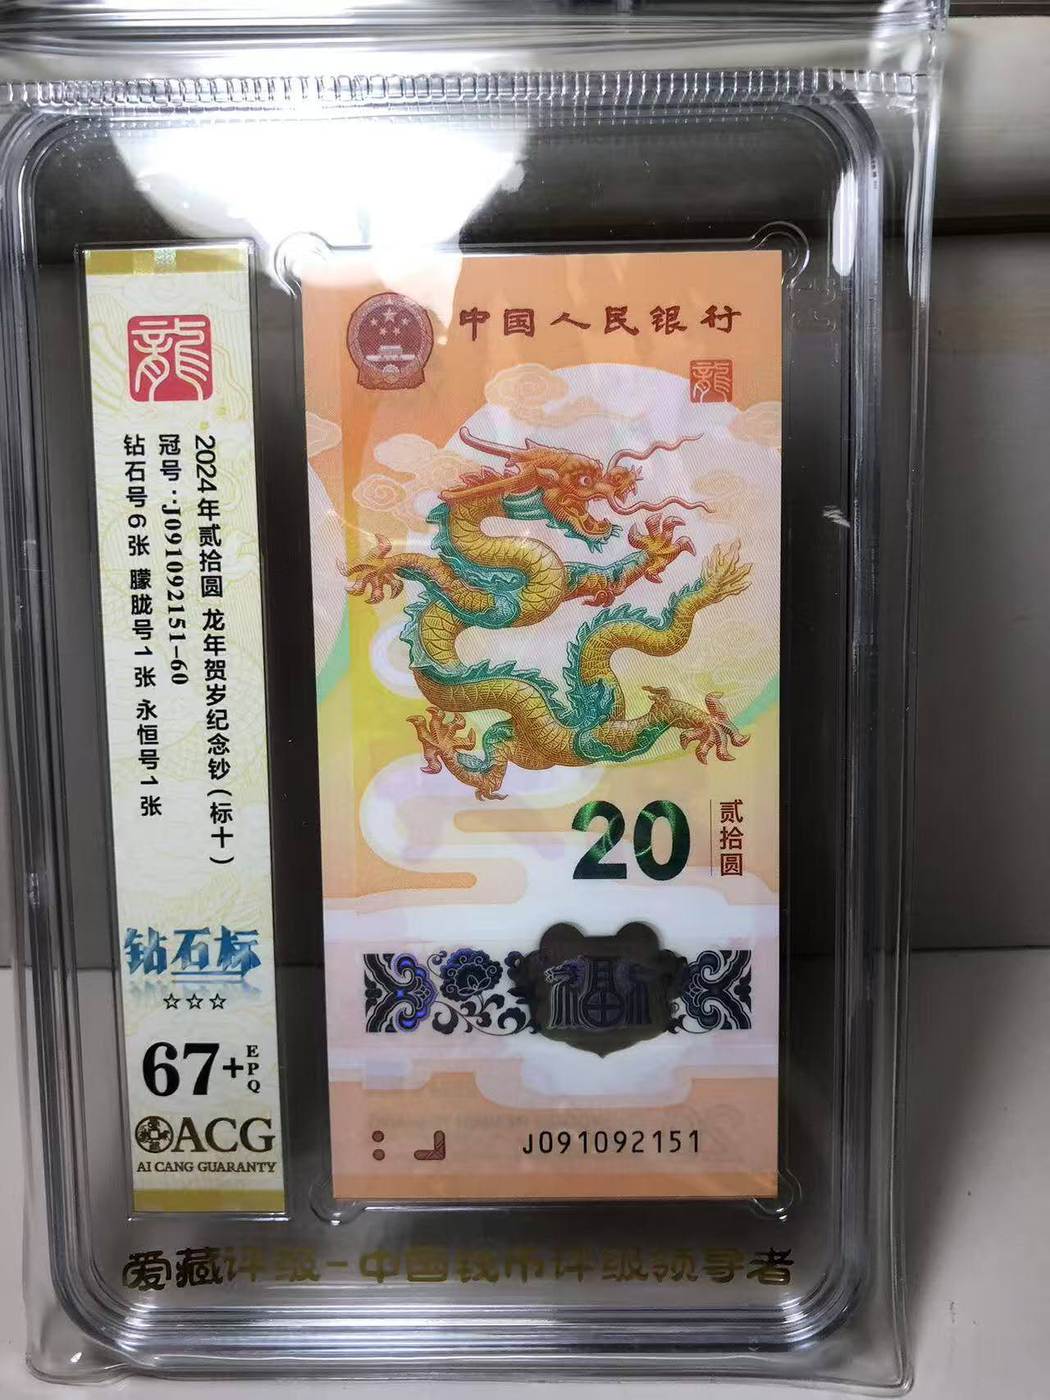 龍
2024年贰拾圆 龙年贺岁纪念钞(标十)
冠号:J091092151-60
钻石号6张 朦胧号1张 永恒号1张
钻石标
☆☆☆
67+EPQ
ACG
AI CANG GUARANTY
中国人民银行
龍
20
贰拾圆
福
J091092151
爱藏评级-中国钱币评级领导者